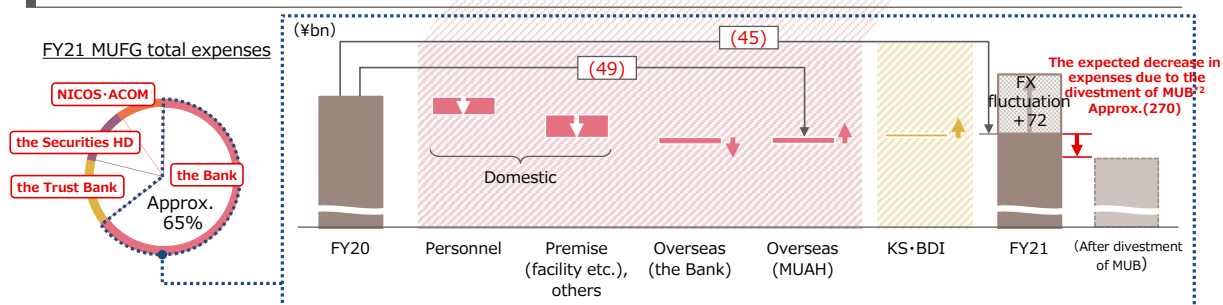 FY21 MUFG total expenses
NICOS･ACOM
the Securities HD
the Trust Bank
the Bank
Approx.
65%
(¥bn)
(45)
(49)
Domestic
FX
fluctuation
+72
The expected decrease in
expenses due to the
divestment of MUB*2
Approx.(270)
FY20
Personnel
Premise
(facility etc.),
others
Overseas
(the Bank)
Overseas
(MUAH)
KS･BDI
FY21
(After divestment
of MUB)